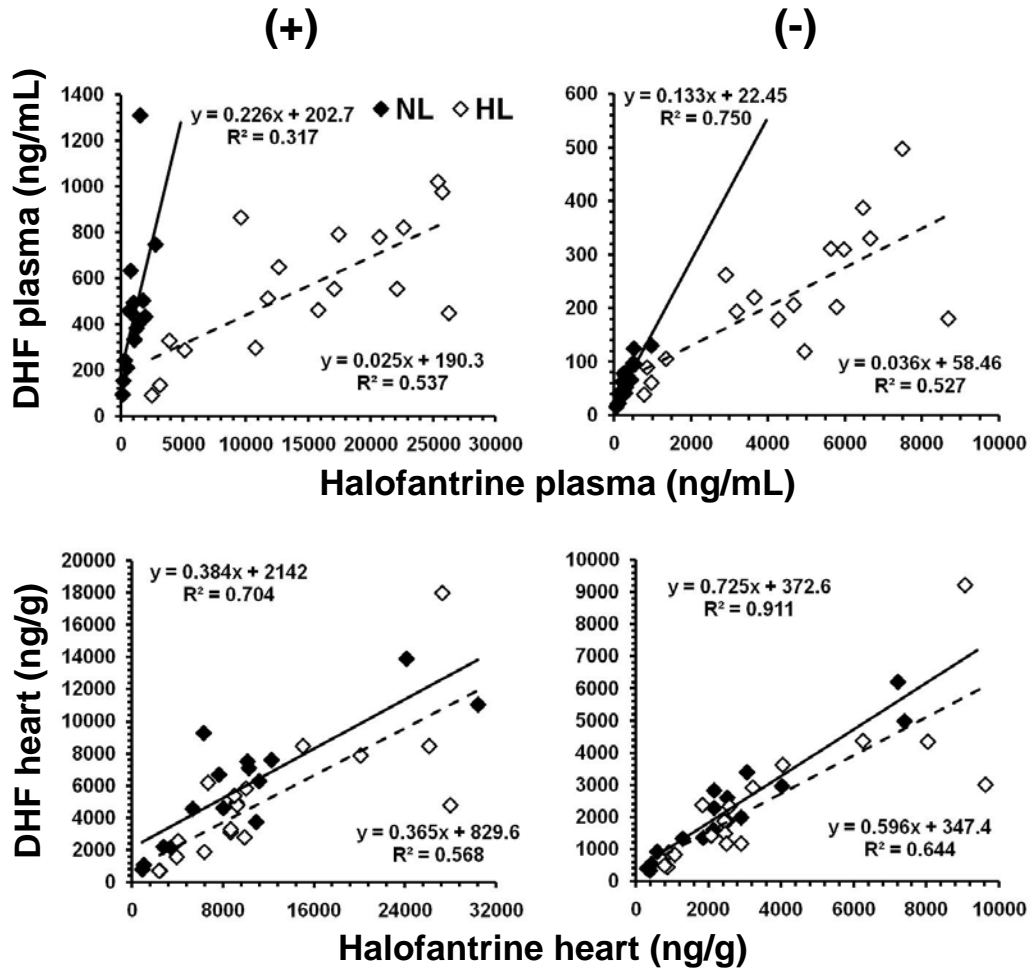 (+)
(-)
DHF plasma (ng/mL)
1400
1200
1000
800
600
400
200
0
0
5000
10000
15000
20000
25000
30000
y = 0.226x + 202.7
R² = 0.317
NL
HL
y = 0.025x + 190.3
R² = 0.537
600
500
400
300
200
100
0
0
2000
4000
6000
8000
10000
y = 0.133x + 22.45
R² = 0.750
y = 0.036x + 58.46
R² = 0.527
Halofantrine plasma (ng/mL)
DHF heart (ng/g)
20000
18000
16000
14000
12000
10000
8000
6000
4000
2000
0
0
8000
16000
24000
32000
y = 0.384x + 2142
R² = 0.704
y = 0.365x + 829.6
R² = 0.568
10000
9000
8000
7000
6000
5000
4000
3000
2000
1000
0
0
2000
4000
6000
8000
10000
y = 0.725x + 372.6
R² = 0.911
y = 0.596x + 347.4
R² = 0.644
Halofantrine heart (ng/g)